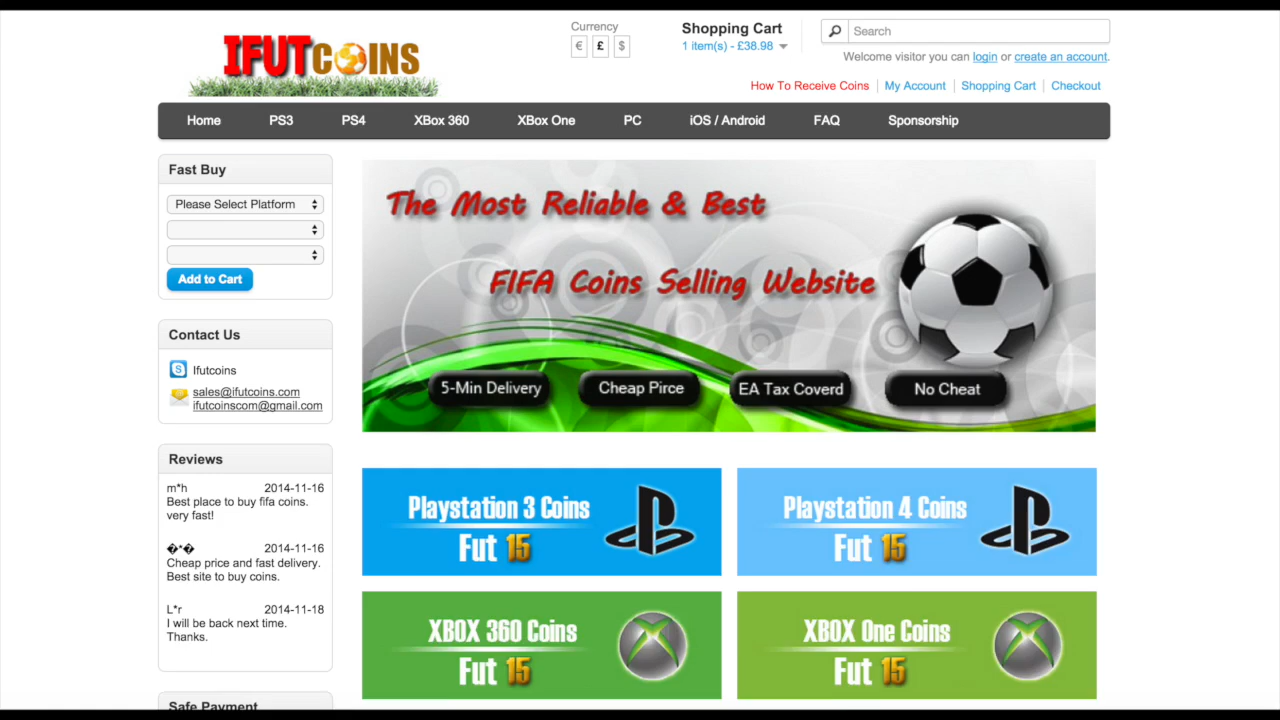 IFUTCOINS
Currency
€ £ $
Shopping Cart
1 item(s) - £38.98
Search
Welcome visitor you can login or create an account.
How To Receive Coins My Account Shopping Cart Checkout
Home PS3 PS4 XBox 360 XBox One PC iOS / Android FAQ Sponsorship
Fast Buy
Please Select Platform
Add to Cart
Contact Us
Ifutcoins
sales@ifutcoins.com
ifutcoinscom@gmail.com
Reviews
m*h 2014-11-16
Best place to buy fifa coins.
very fast!
�*� 2014-11-16
Cheap price and fast delivery.
Best site to buy coins.
L*r 2014-11-18
I will be back next time.
Thanks.
Safe Payment
The Most Reliable & Best
FIFA Coins Selling Website
5-Min Delivery Cheap Pirce EA Tax Coverd No Cheat
Playstation 3 Coins
Fut 15
Playstation 4 Coins
Fut 15
XBOX 360 Coins
Fut 15
XBOX One Coins
Fut 15